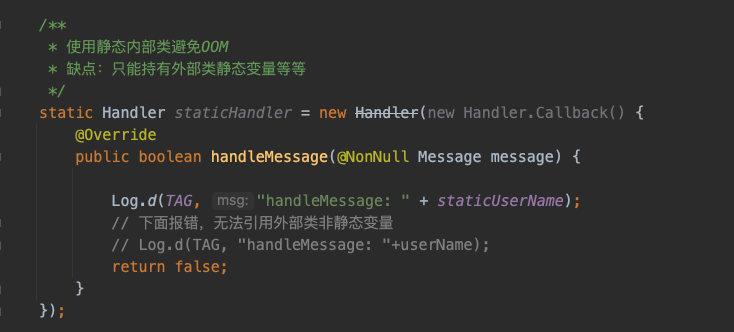 /**
 * 使用静态内部类避免OOM
 * 缺点：只能持有外部类静态变量等等
 */
static Handler staticHandler = new Handler(new Handler.Callback() {
    @Override
    public boolean handleMessage(@NonNull Message message) {

        Log.d(TAG, msg: "handleMessage: " + staticUserName);
        // 下面报错，无法引用外部类非静态变量
        // Log.d(TAG, "handleMessage: "+userName);
        return false;
    }
});